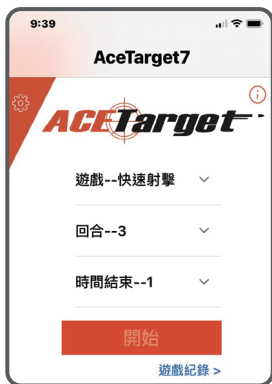 9:39
AceTarget7
ACETarget
遊戲--快速射擊
回合--3
時間結束--1
開始
遊戲紀錄 >